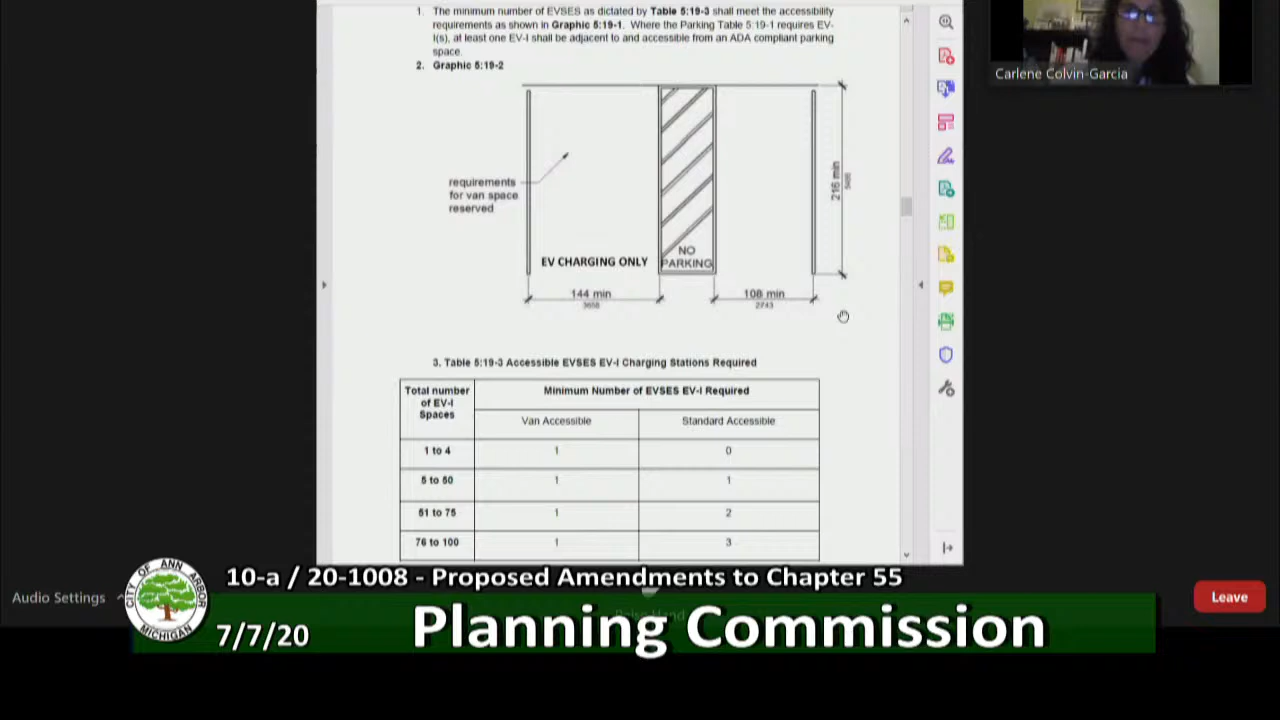 1. The minimum number of EVSES as dictated by Table 5:19-3 shall meet the accessibility
requirements as shown in Graphic 5:19-1. Where the Parking Table 5:19-1 requires EV-
I(s), at least one EV-I shall be adjacent to and accessible from an ADA compliant parking
space.
2. Graphic 5:19-2
Carlene Colvin-Garcia
requirements
for van space
reserved
216 min
EV CHARGING ONLY
NO
PARKING
144 min
3658
108 min
2743
3. Table 5:19-3 Accessible EVSES EV-I Charging Stations Required
Total number
of EV-I
Spaces
Minimum Number of EVSES EV-I Required
Van Accessible
Standard Accessible
1 to 4
1
0
5 to 50
1
1
51 to 75
1
2
76 to 100
1
3
Audio Settings
Leave
CITY OF ANN ARBOR
MICHIGAN
10-a / 20-1008 - Proposed Amendments to Chapter 55
7/7/20
Planning Commission